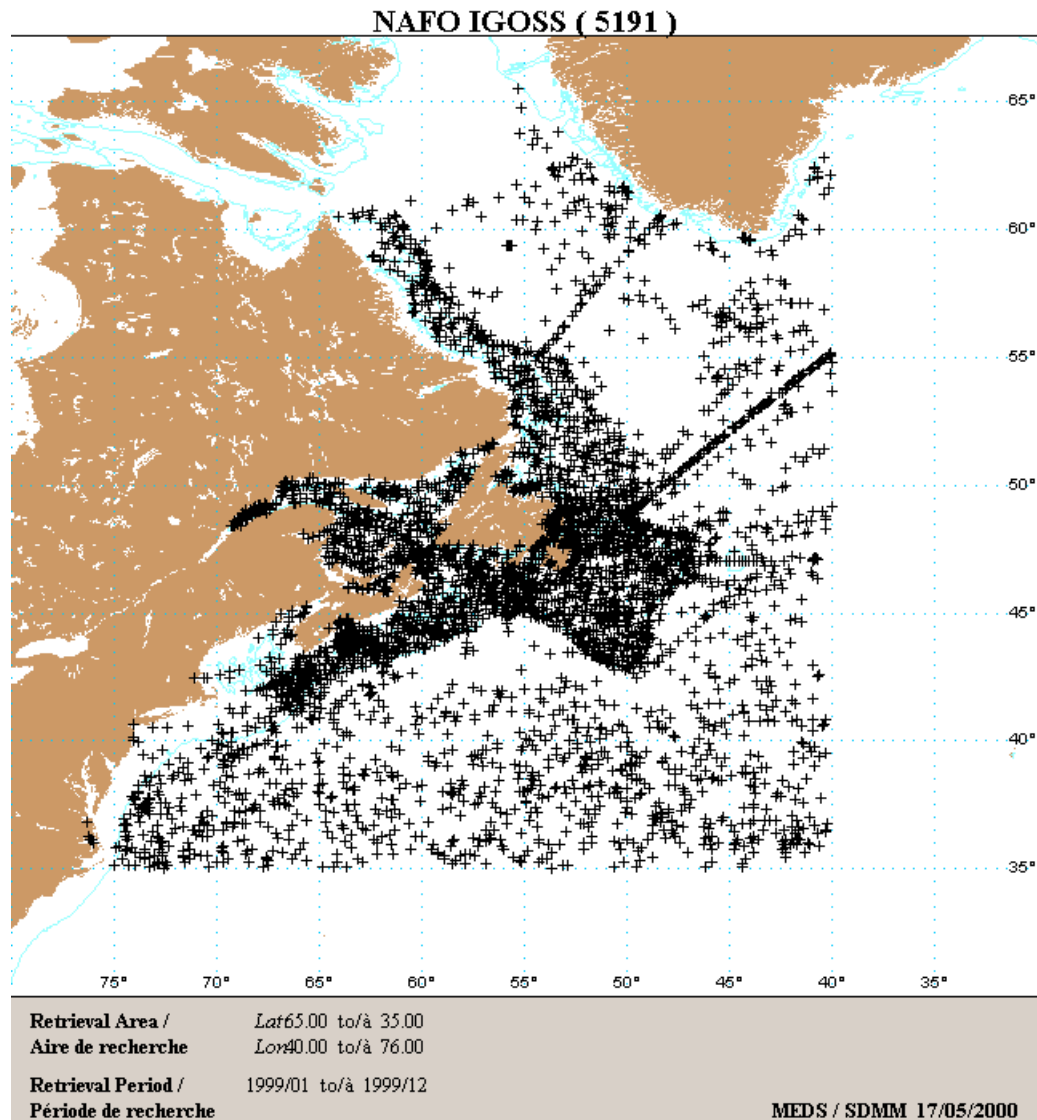 NAFO IGOSS ( 5191 )
65°
60°
55°
50°
45°
40°
35°
75° 70° 65° 60° 55° 50° 45° 40° 35°
Retrieval Area / Lat65.00 to/à 35.00
Aire de recherche Lon40.00 to/à 76.00
Retrieval Period / 1999/01 to/à 1999/12
Période de recherche MEDS / SDMM 17/05/2000